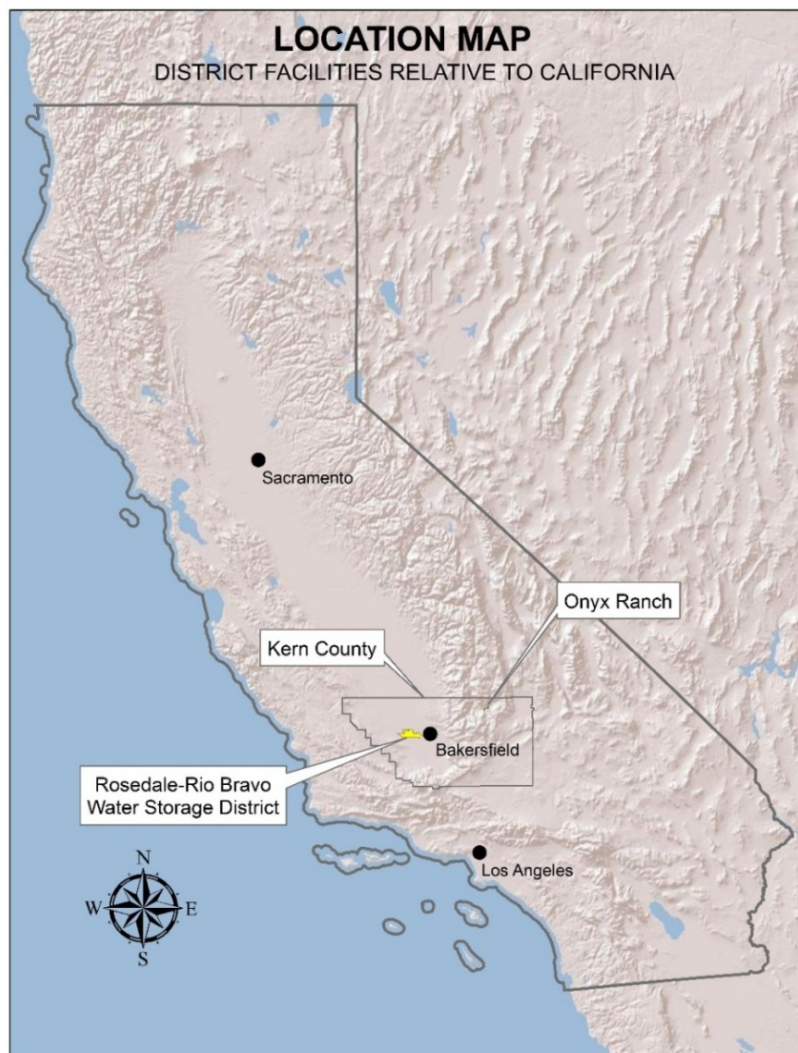 LOCATION MAP
DISTRICT FACILITIES RELATIVE TO CALIFORNIA
Sacramento
Onyx Ranch
Kern County
Bakersfield
Rosedale-Rio Bravo
Water Storage District
Los Angeles
N
W
E
S